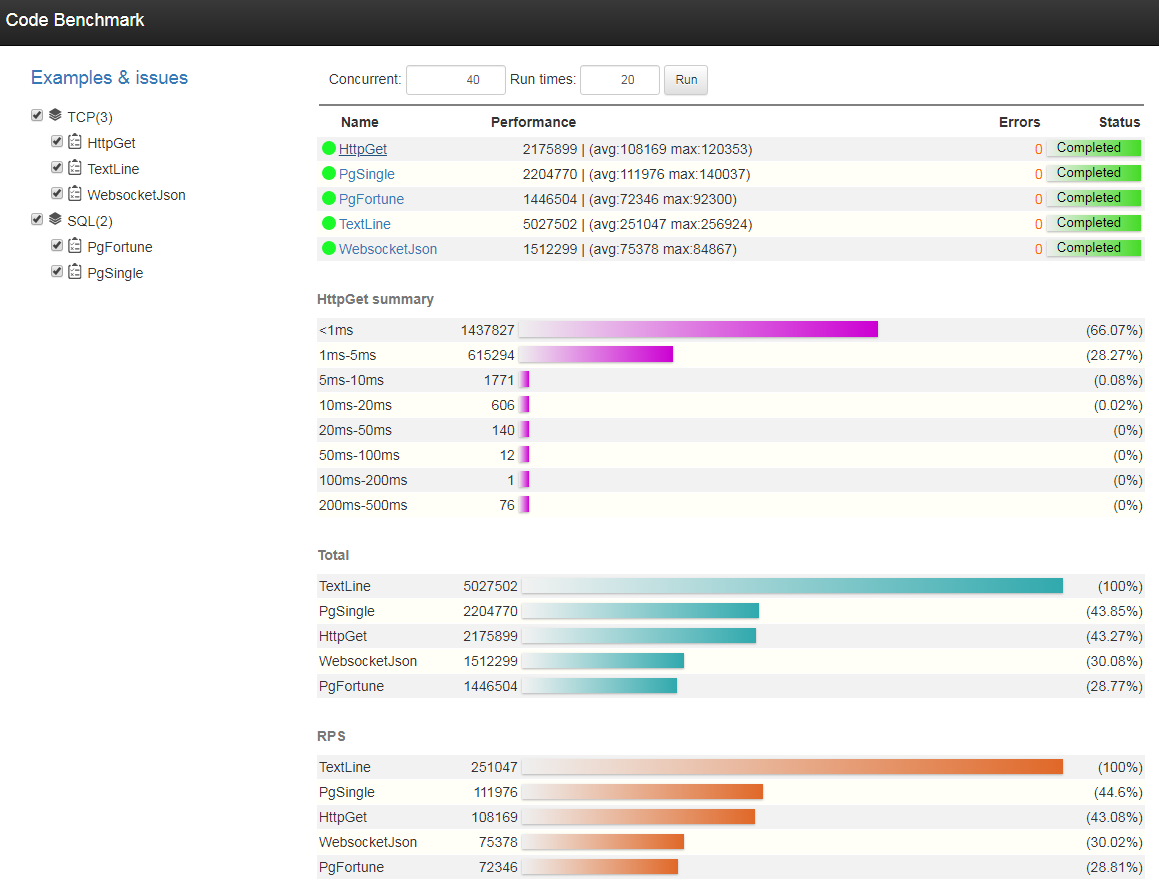 Code Benchmark
Examples & issues
TCP(3)
HttpGet
TextLine
WebsocketJson
SQL(2)
PgFortune
PgSingle
Concurrent: 40 Run times: 20 Run
Name Performance Errors Status
HttpGet 2175899 | (avg:108169 max:120353) 0 Completed
PgSingle 2204770 | (avg:111976 max:140037) 0 Completed
PgFortune 1446504 | (avg:72346 max:92300) 0 Completed
TextLine 5027502 | (avg:251047 max:256924) 0 Completed
WebsocketJson 1512299 | (avg:75378 max:84867) 0 Completed
HttpGet summary
<1ms 1437827 (66.07%)
1ms-5ms 615294 (28.27%)
5ms-10ms 1771 (0.08%)
10ms-20ms 606 (0.02%)
20ms-50ms 140 (0%)
50ms-100ms 12 (0%)
100ms-200ms 1 (0%)
200ms-500ms 76 (0%)
Total
TextLine 5027502 (100%)
PgSingle 2204770 (43.85%)
HttpGet 2175899 (43.27%)
WebsocketJson 1512299 (30.08%)
PgFortune 1446504 (28.77%)
RPS
TextLine 251047 (100%)
PgSingle 111976 (44.6%)
HttpGet 108169 (43.08%)
WebsocketJson 75378 (30.02%)
PgFortune 72346 (28.81%)